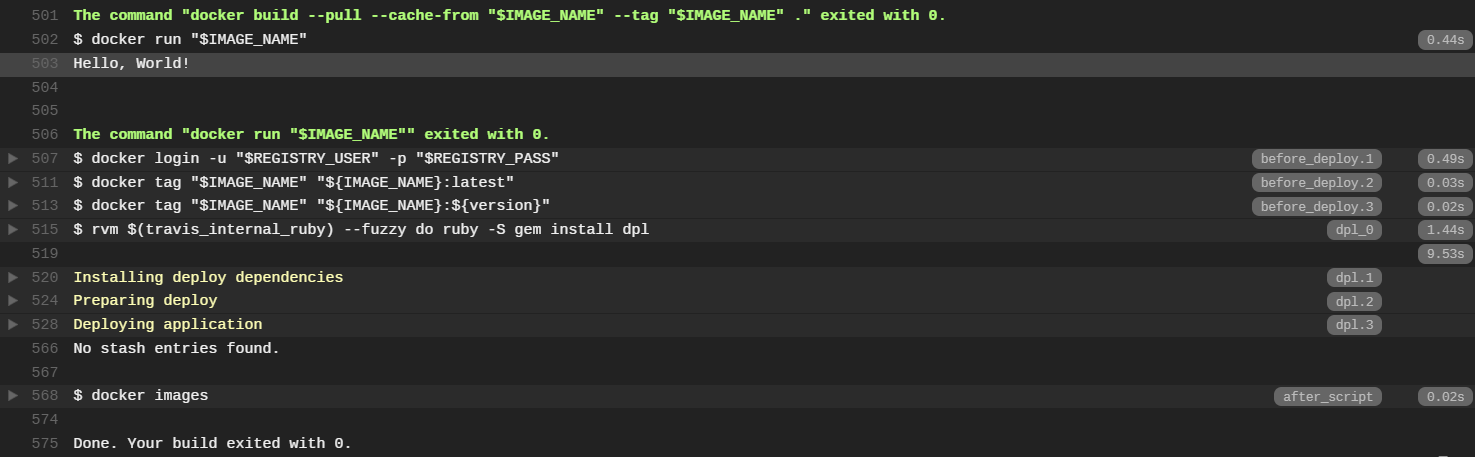 501 The command "docker build --pull --cache-from "$IMAGE_NAME" --tag "$IMAGE_NAME" ." exited with 0.
502 $ docker run "$IMAGE_NAME" 0.44s
503 Hello, World!
504
505
506 The command "docker run "$IMAGE_NAME"" exited with 0.
507 $ docker login -u "$REGISTRY_USER" -p "$REGISTRY_PASS" before_deploy.1 0.49s
511 $ docker tag "$IMAGE_NAME" "${IMAGE_NAME}:latest" before_deploy.2 0.03s
513 $ docker tag "$IMAGE_NAME" "${IMAGE_NAME}:${version}" before_deploy.3 0.02s
515 $ rvm $(travis_internal_ruby) --fuzzy do ruby -S gem install dpl dpl_0 1.44s
519 9.53s
520 Installing deploy dependencies dpl.1
524 Preparing deploy dpl.2
528 Deploying application dpl.3
566 No stash entries found.
567
568 $ docker images after_script 0.02s
574
575 Done. Your build exited with 0.